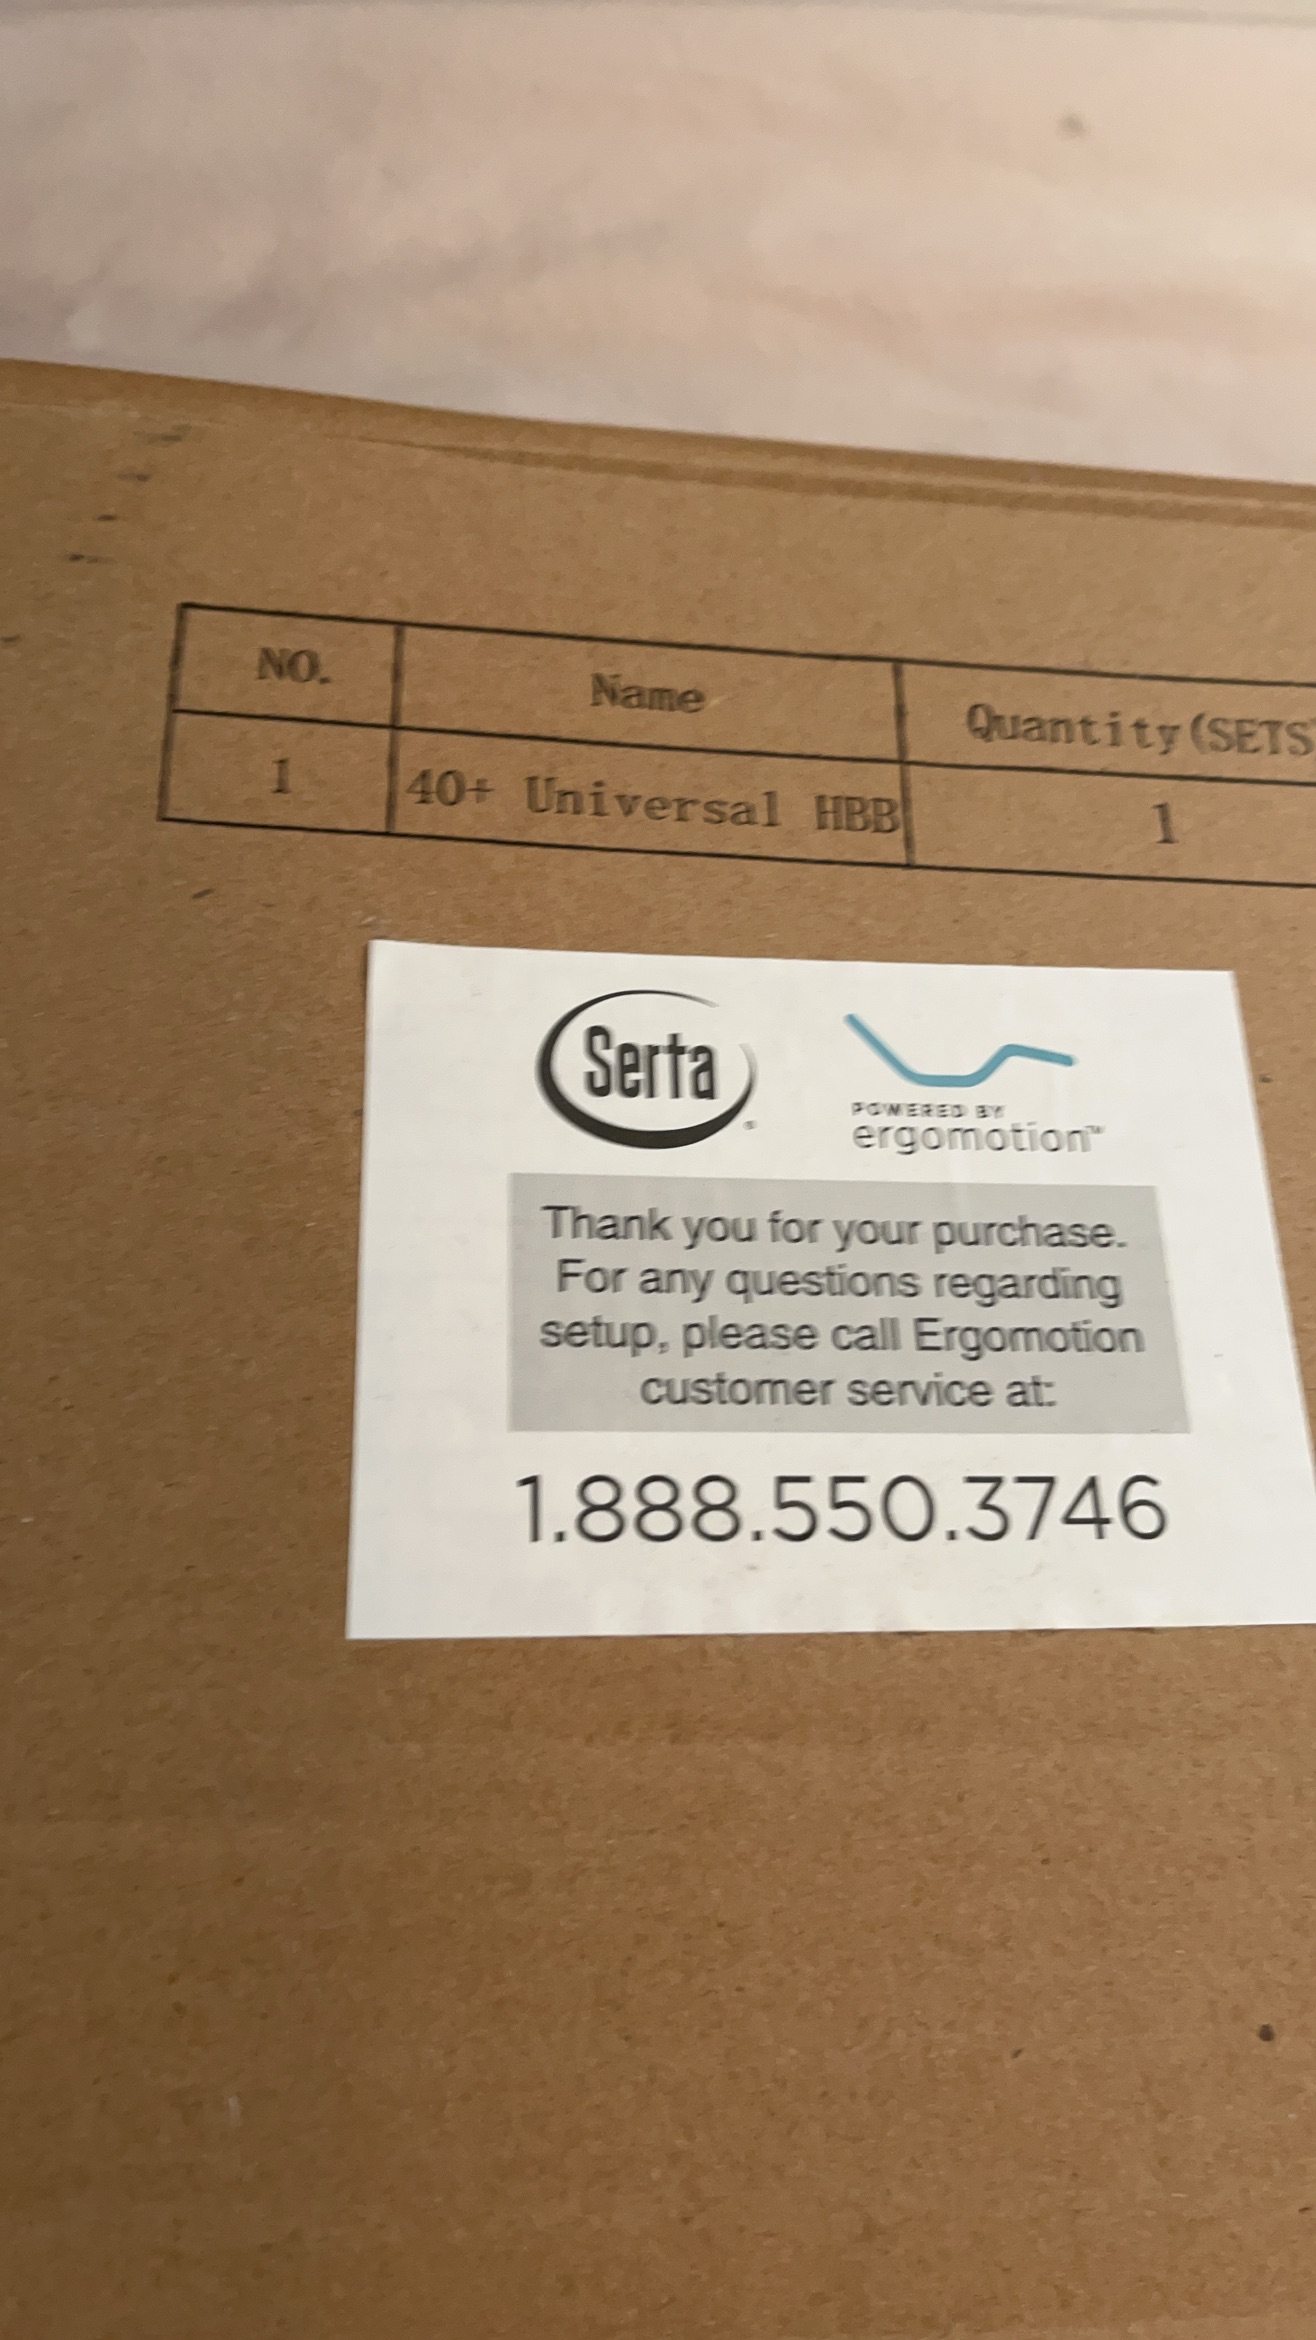 NO. Name Quantity(SETS
1 40+ Universal HBB 1
Serta
POWERED BY
ergomotion™
Thank you for your purchase.
For any questions regarding
setup, please call Ergomotion
customer service at:
1.888.550.3746